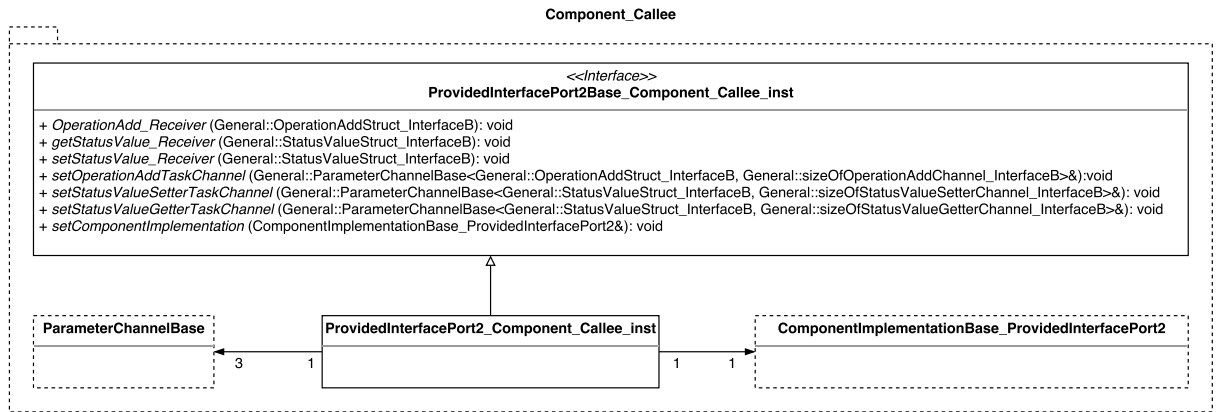 Component_Callee
<<Interface>>
ProvidedInterfacePort2Base_Component_Callee_inst
+ OperationAdd_Receiver (General::OperationAddStruct_InterfaceB): void
+ getStatusValue_Receiver (General::StatusValueStruct_InterfaceB): void
+ setStatusValue_Receiver (General::StatusValueStruct_InterfaceB): void
+ setOperationAddTaskChannel (General::ParameterChannelBase<General::OperationAddStruct_InterfaceB, General::sizeOfOperationAddChannel_InterfaceB>&):void
+ setStatusValueSetterTaskChannel (General::ParameterChannelBase<General::StatusValueStruct_InterfaceB, General::sizeOfStatusValueSetterChannel_InterfaceB>&): void
+ setStatusValueGetterTaskChannel (General::ParameterChannelBase<General::StatusValueStruct_InterfaceB, General::sizeOfStatusValueGetterChannel_InterfaceB>&): void
+ setComponentImplementation (ComponentImplementationBase_ProvidedInterfacePort2&): void
ParameterChannelBase
ProvidedInterfacePort2_Component_Callee_inst
ComponentImplementationBase_ProvidedInterfacePort2
3 1 1 1